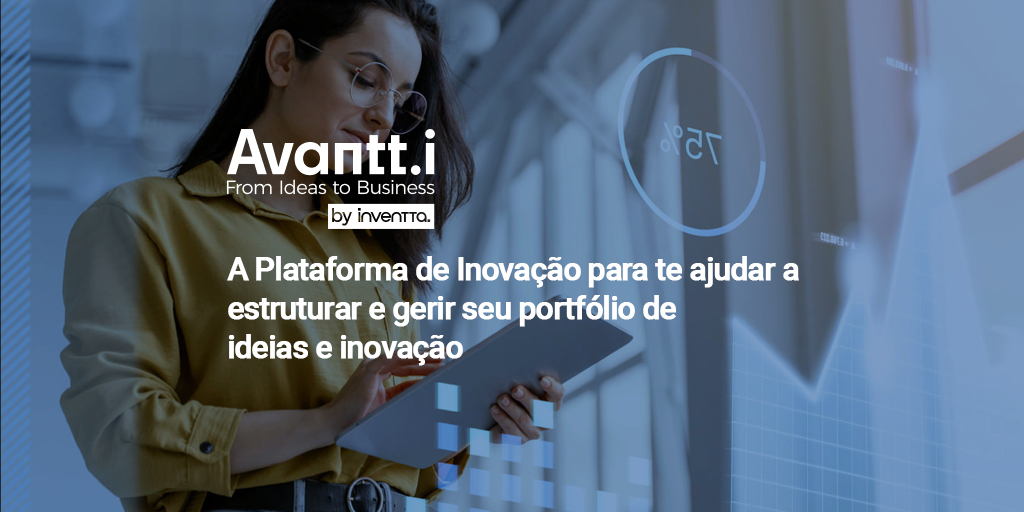 Avantt.i
From Ideas to Business
by inventta.
A Plataforma de Inovação para te ajudar a
estruturar e gerir seu portfólio de
ideias e inovação
75%